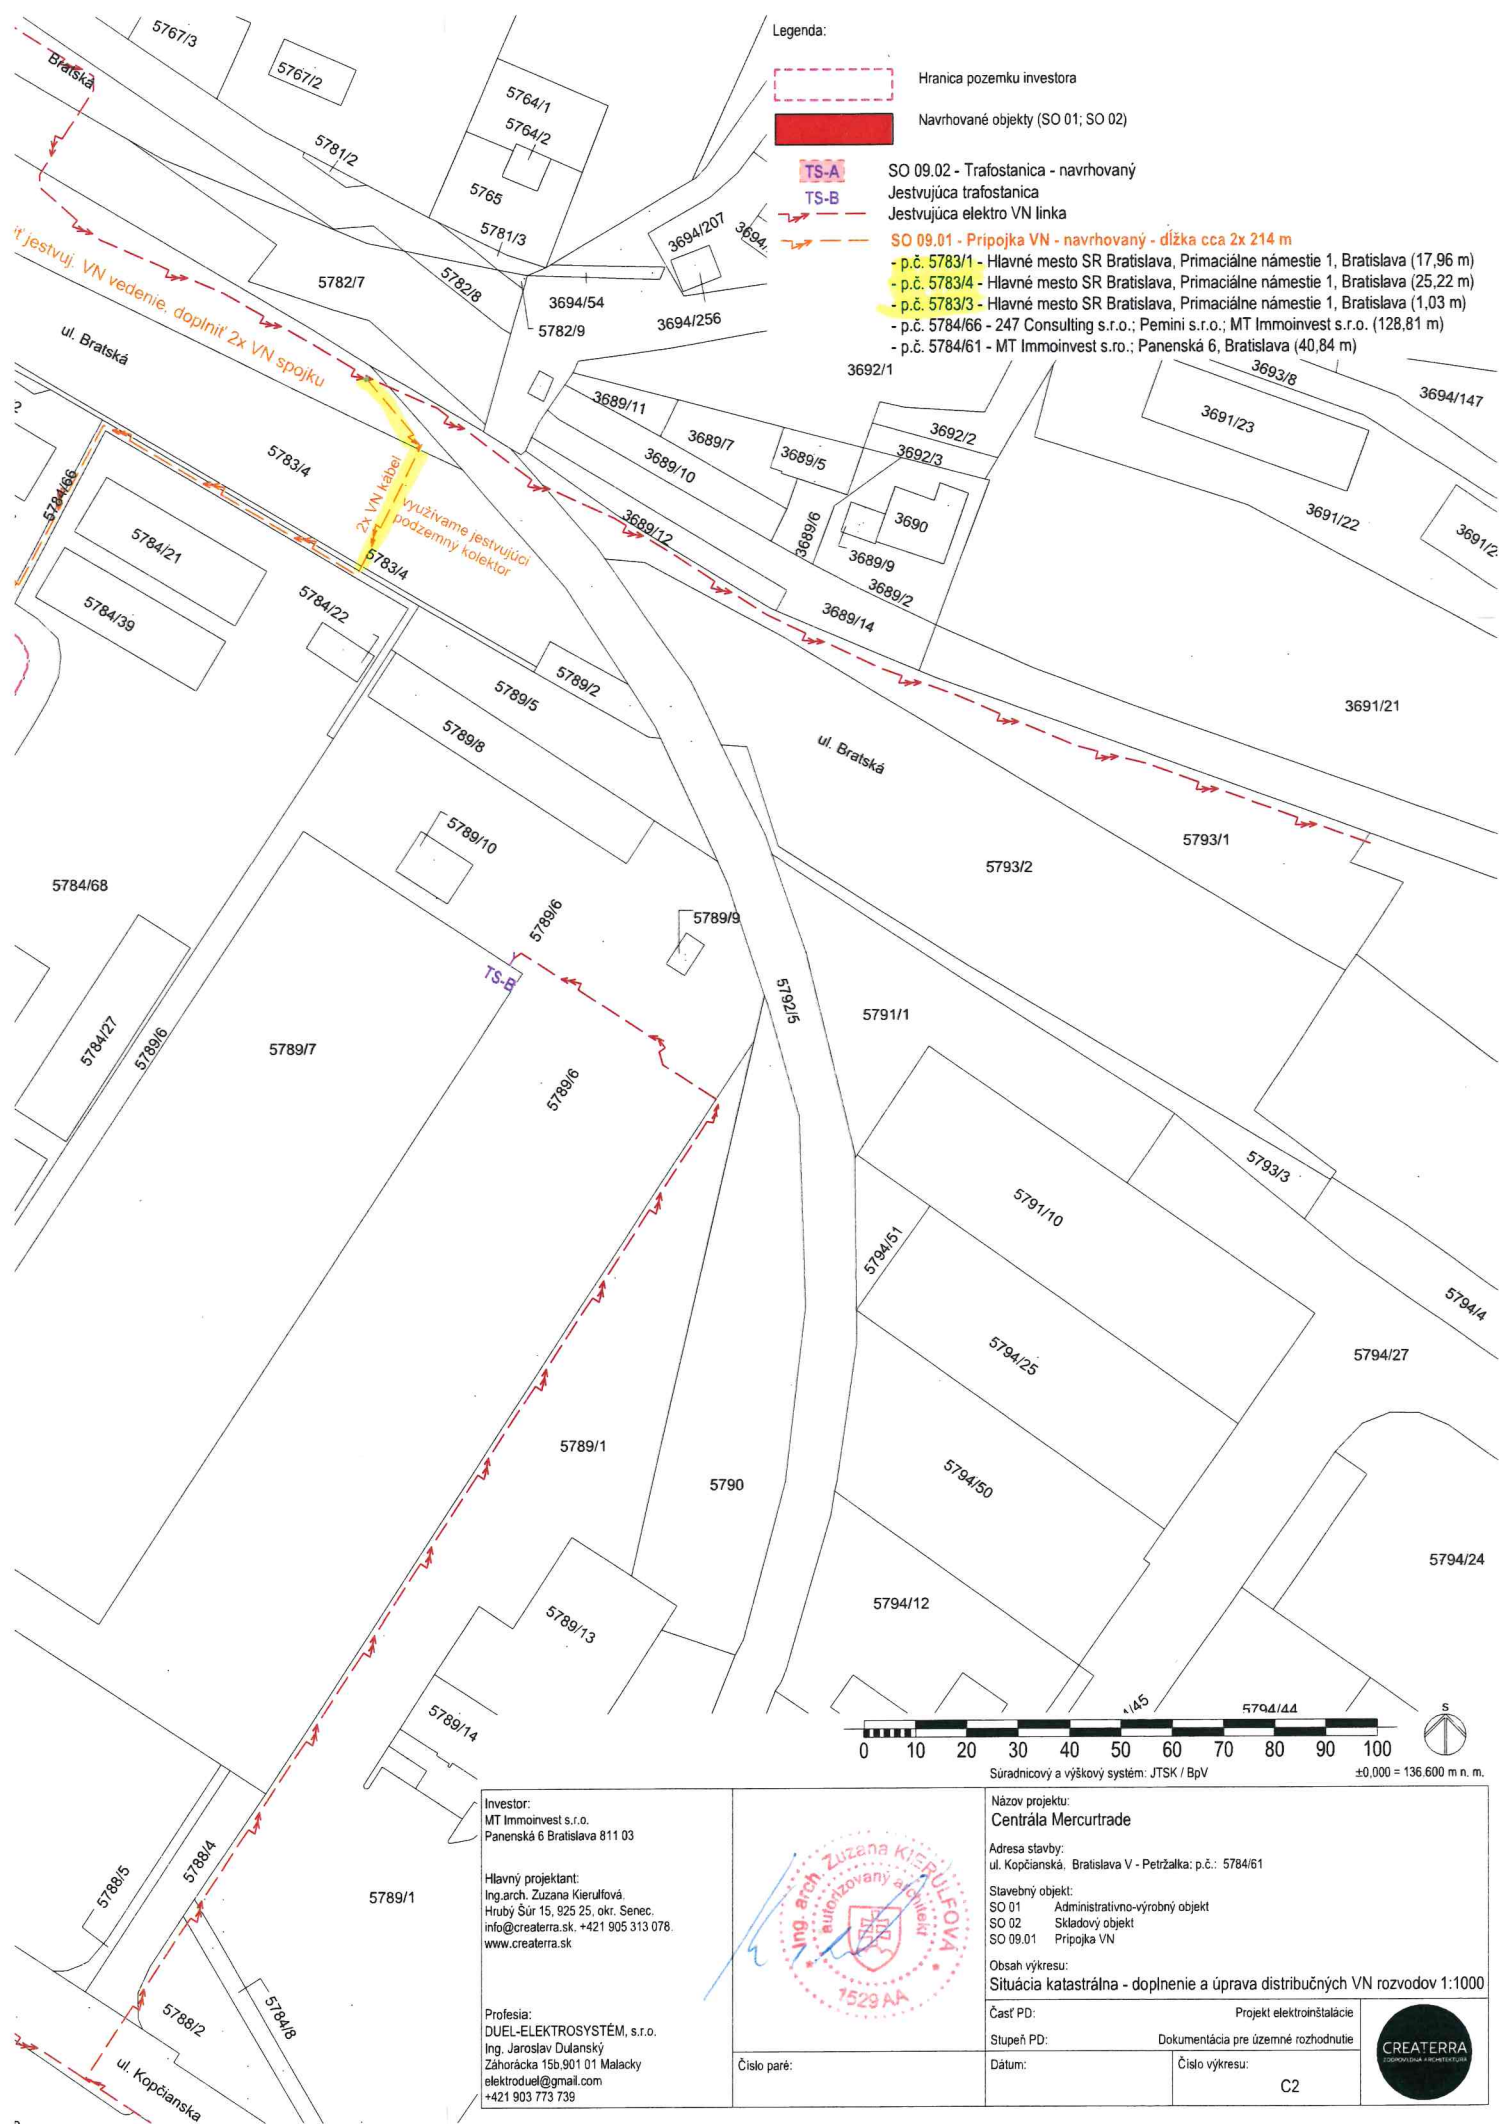 Legenda:
Hranica pozemku investora
Navrhované objekty (SO 01; SO 02)
TS-A SO 09.02 - Trafostanica - navrhovaný
TS-B Jestvujúca trafostanica
Jestvujúca elektro VN linka
SO 09.01 - Prípojka VN - navrhovaný - dĺžka cca 2x 214 m
- p.č. 5783/1 - Hlavné mesto SR Bratislava, Primaciálne námestie 1, Bratislava (17,96 m)
- p.č. 5783/4 - Hlavné mesto SR Bratislava, Primaciálne námestie 1, Bratislava (25,22 m)
- p.č. 5783/3 - Hlavné mesto SR Bratislava, Primaciálne námestie 1, Bratislava (1,03 m)
- p.č. 5784/66 - 247 Consulting s.r.o.; Pemini s.r.o.; MT Immoinvest s.r.o. (128,81 m)
- p.č. 5784/61 - MT Immoinvest s.ro.; Panenská 6, Bratislava (40,84 m)
5767/3
Bratská
5767/2
5764/1
5764/2
5781/2
5765
5781/3
3694/207
5782/7
5782/8
3694/54
5782/9
3694/256
jestvuj. VN vedenie, doplniť 2x VN spojku
ul. Bratská
3692/1
3693/8
3694/147
3689/11
3691/23
3689/7
3692/2
3692/3
3689/5
3689/10
5783/4
5784/66
2x VN kábel
využívame jestvujúci
podzemný kolektor
3689/12
3689/6
3690
3691/22
5784/21
5783/4
3689/9
3689/2
5784/39
5784/22
3689/14
5789/2
5789/5
3691/21
5789/8
ul. Bratská
5789/10
5793/1
5793/2
5784/68
5789/6
5789/9
TS-B
5792/5
5791/1
5784/27
5789/6
5789/7
5789/6
5793/3
5791/10
5794/51
5794/4
5794/25
5794/27
5789/1
5790
5794/50
5794/24
5789/13
5794/12
5789/14
5794/44
5788/4
5788/5
5789/1
5788/2
5784/8
ul. Kopčianska
S
0 10 20 30 40 50 60 70 80 90 100
Súradnicový a výškový systém: JTSK / BpV
±0,000 = 136.600 m n. m.
Investor:
MT Immoinvest s.r.o.
Panenská 6 Bratislava 811 03
Hlavný projektant:
Ing.arch. Zuzana Kierulfová.
Hrubý Šúr 15, 925 25, okr. Senec.
info@createrra.sk. +421 905 313 078.
www.createrra.sk
Profesia:
DUEL-ELEKTROSYSTÉM, s.r.o.
Ing. Jaroslav Dulanský
Záhorácka 15b,901 01 Malacky
elektroduel@gmail.com
+421 903 773 739
Ing. arch. Zuzana KIERULFOVÁ
autorizovaný architekt
1529 AA
Číslo paré:
Názov projektu:
Centrála Mercurtrade
Adresa stavby:
ul. Kopčianská, Bratislava V - Petržalka: p.č.: 5784/61
Stavebný objekt:
SO 01 Administratívno-výrobný objekt
SO 02 Skladový objekt
SO 09.01 Prípojka VN
Obsah výkresu:
Situácia katastrálna - doplnenie a úprava distribučných VN rozvodov 1:1000
Časť PD: Projekt elektroinštalácie
Stupeň PD: Dokumentácia pre územné rozhodnutie
Dátum:
Číslo výkresu:
C2
CREATERRA
ZODPOVEDNÁ ARCHITEKTÚRA